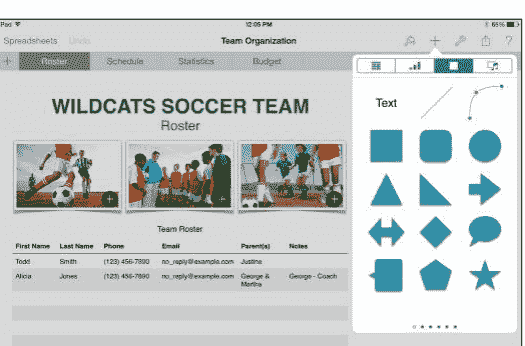 iPad 12:05 PM 65%
Spreadsheets Undo Team Organization + ?
+ Roster Schedule Statistics Budget
WILDCATS SOCCER TEAM
Roster
Text
Team Roster
First Name Last Name Phone Email Parent(s) Notes
Todd Smith (123) 456-7890 no_reply@example.com Justine
Alicia Jones (123) 456-7890 no_reply@example.com George & Martha George - Coach